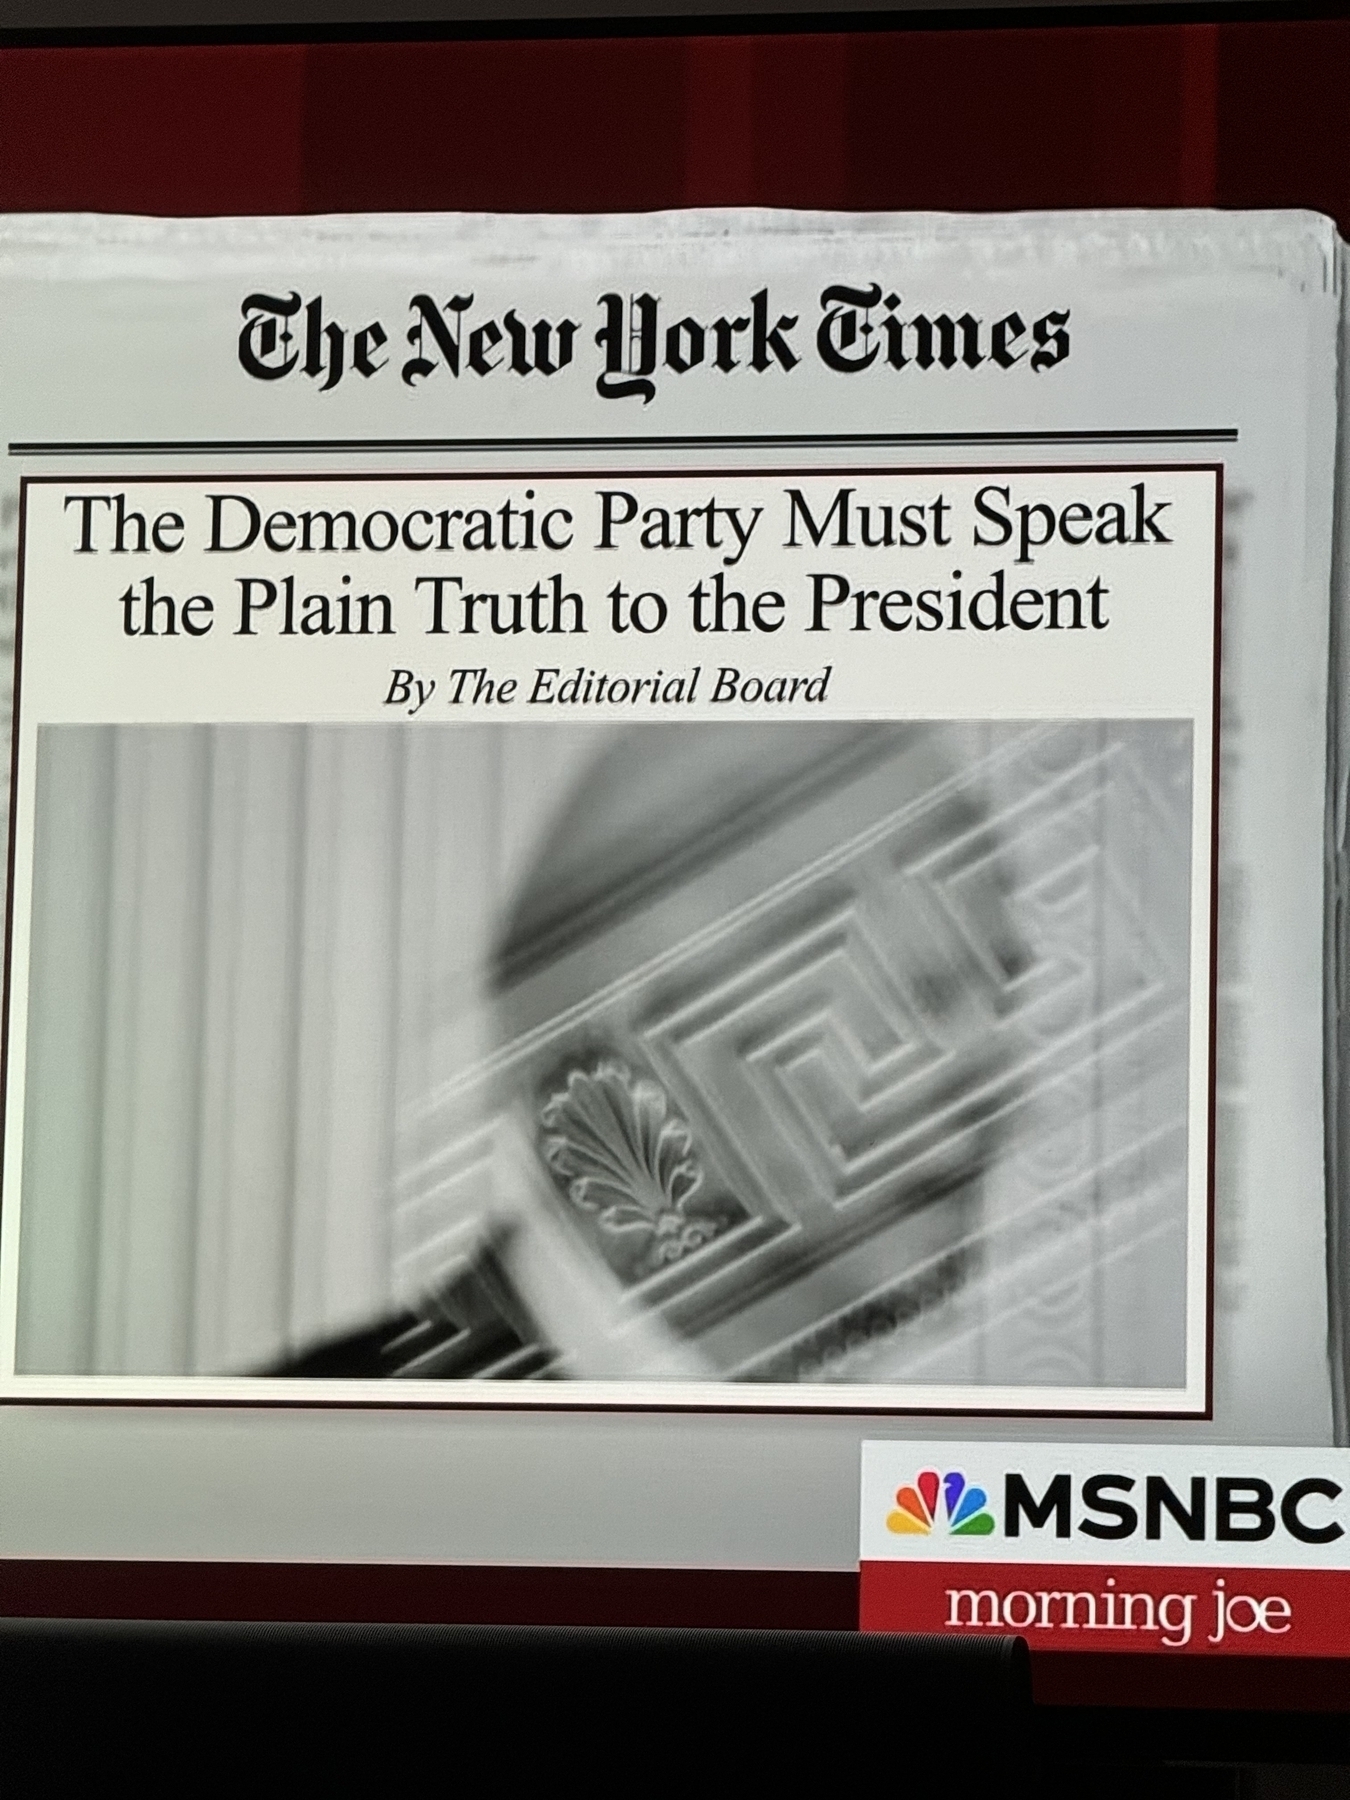 The New York Times
The Democratic Party Must Speak
the Plain Truth to the President
By The Editorial Board
MSNBC
morning joe